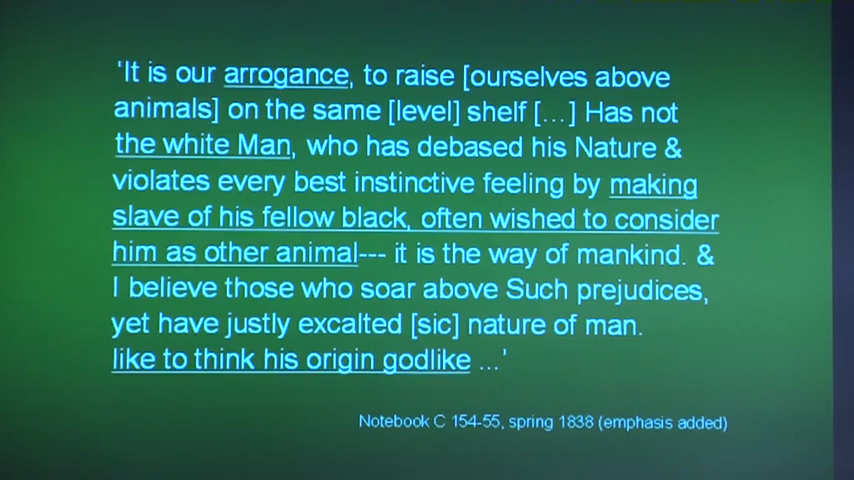 'It is our arrogance, to raise [ourselves above
animals] on the same [level] shelf [...] Has not
the white Man, who has debased his Nature &
violates every best instinctive feeling by making
slave of his fellow black, often wished to consider
him as other animal--- it is the way of mankind. &
I believe those who soar above Such prejudices,
yet have justly excalted [sic] nature of man.
like to think his origin godlike ...'
Notebook C 154-55, spring 1838 (emphasis added)